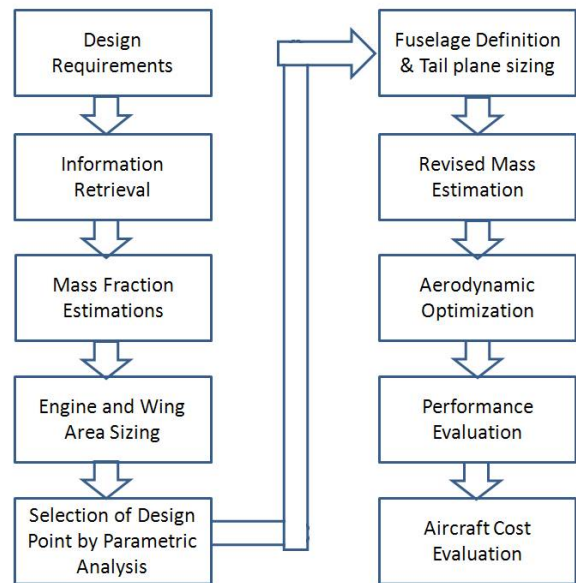 Design
Requirements
Information
Retrieval
Mass Fraction
Estimations
Engine and Wing
Area Sizing
Selection of Design
Point by Parametric
Analysis
Fuselage Definition
& Tail plane sizing
Revised Mass
Estimation
Aerodynamic
Optimization
Performance
Evaluation
Aircraft Cost
Evaluation